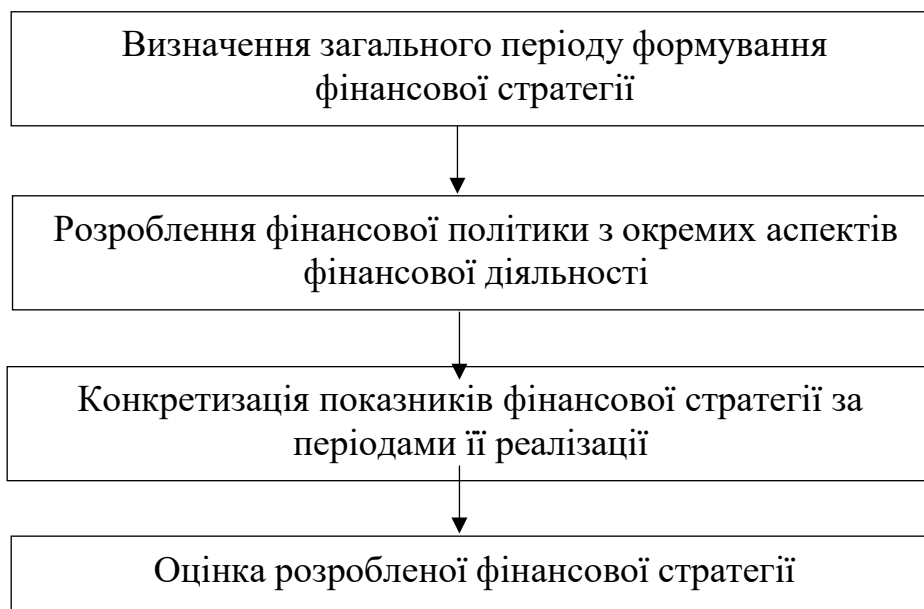 Визначення загального періоду формування
фінансової стратегії
Розроблення фінансової політики з окремих аспектів
фінансової діяльності
Конкретизація показників фінансової стратегії за
періодами її реалізації
Оцінка розробленої фінансової стратегії